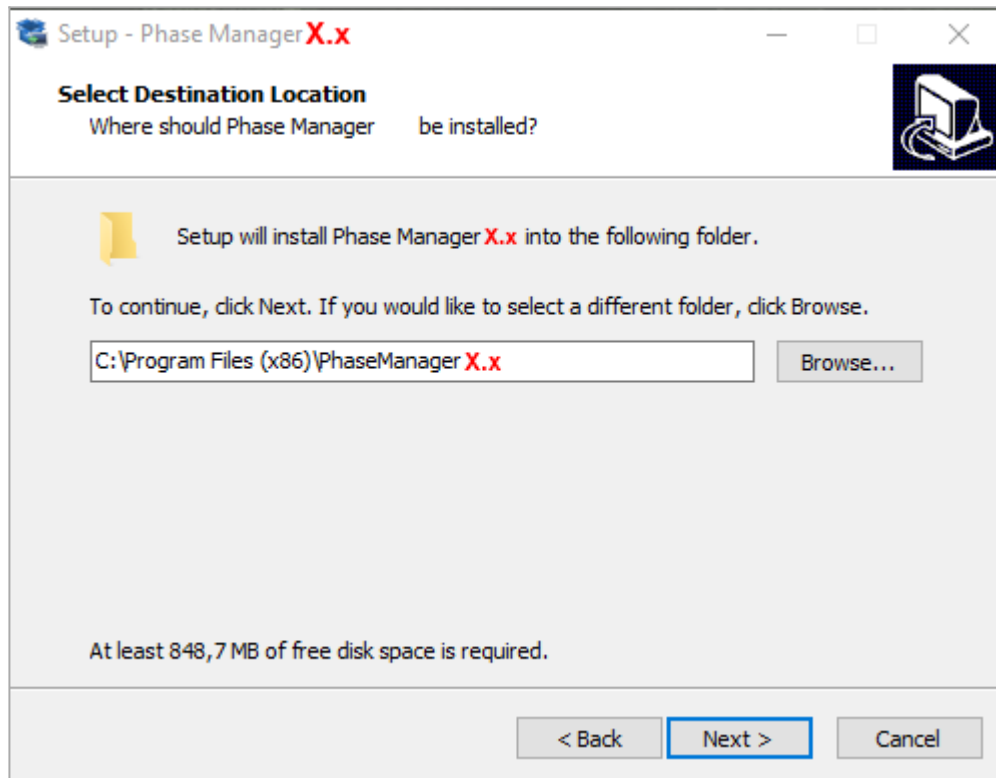 Setup - Phase Manager X.x
Select Destination Location
Where should Phase Manager be installed?
Setup will install Phase Manager X.x into the following folder.
To continue, click Next. If you would like to select a different folder, click Browse.
C:\Program Files (x86)\PhaseManager X.x
Browse...
At least 848,7 MB of free disk space is required.
< Back
Next >
Cancel